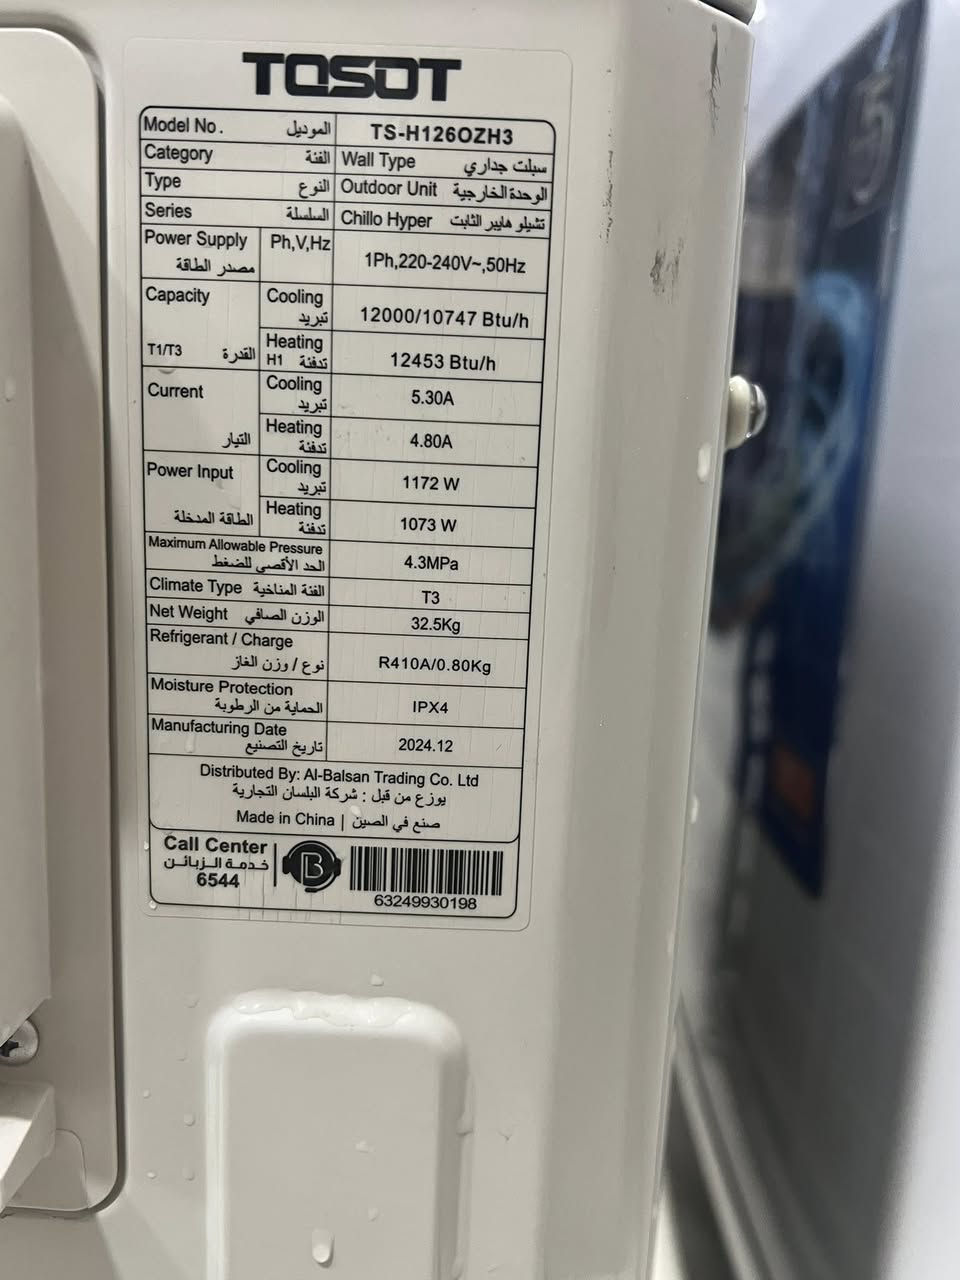 TOSOT
Model No. الموديل TS-H126OZH3
Category الفئة Wall Type سبلت جداري
Type النوع Outdoor Unit الوحدة الخارجية
Series السلسلة Chillo Hyper تشيلو هايبر الثابت
Power Supply مصدر الطاقة Ph,V,Hz 1Ph,220-240V~,50Hz
Capacity Cooling تبريد 12000/10747 Btu/h
T1/T3 القدرة Heating H1 تدفئة 12453 Btu/h
Current Cooling تبريد 5.30A
التيار Heating تدفئة 4.80A
Power Input Cooling تبريد 1172 W
الطاقة المدخلة Heating تدفئة 1073 W
Maximum Allowable Pressure الحد الأقصي للضغط 4.3MPa
Climate Type الفئة المناخية T3
Net Weight الوزن الصافي 32.5Kg
Refrigerant / Charge نوع / وزن الغاز R410A/0.80Kg
Moisture Protection الحماية من الرطوبة IPX4
Manufacturing Date تاريخ التصنيع 2024.12
Distributed By: Al-Balsan Trading Co. Ltd
يوزع من قبل : شركة البلسان التجارية
Made in China | صنع في الصين
Call Center
خدمة الزبائن
6544
B
63249930198
5